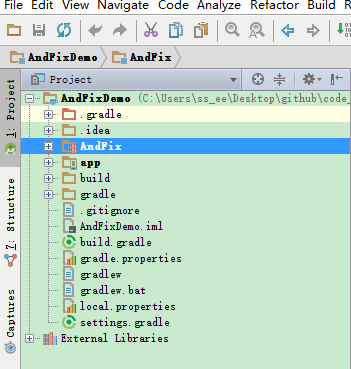 File Edit View Navigate Code Analyze Refactor Build
AndFixDemo AndFix
Project
AndFixDemo (C:\Users\ss_ee\Desktop\github\code_
.gradle
.idea
AndFix
app
build
gradle
.gitignore
AndFixDemo.iml
build.gradle
gradle.properties
gradlew
gradlew.bat
local.properties
settings.gradle
External Libraries
1: Project
7: Structure
Captures